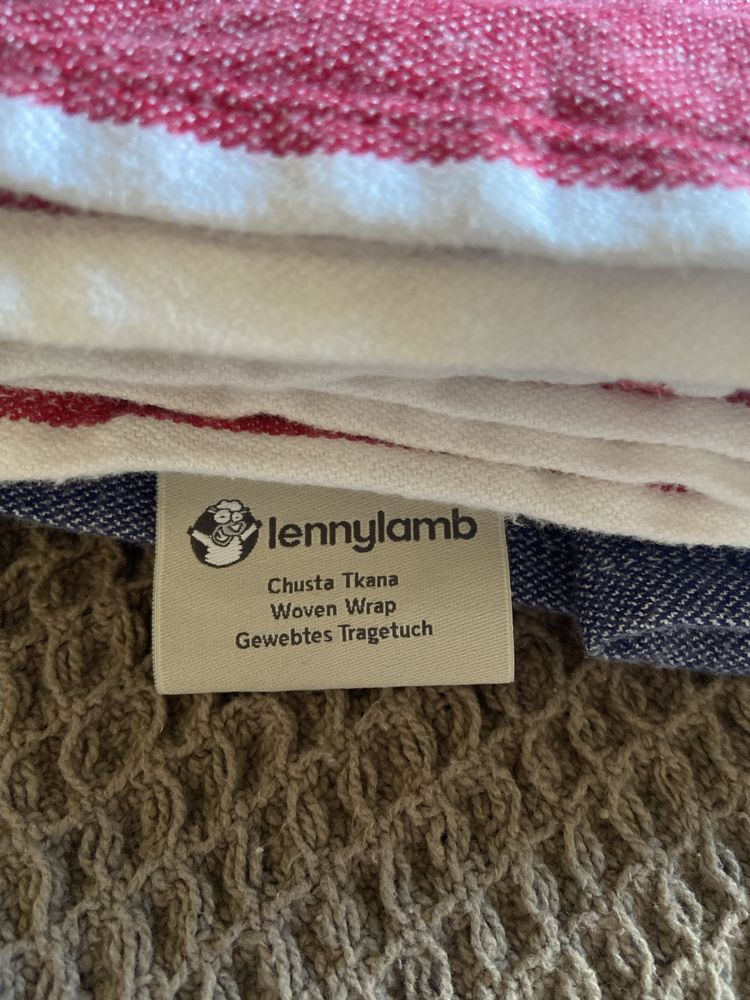 lennylamb
Chusta Tkana
Woven Wrap
Gewebtes Tragetuch